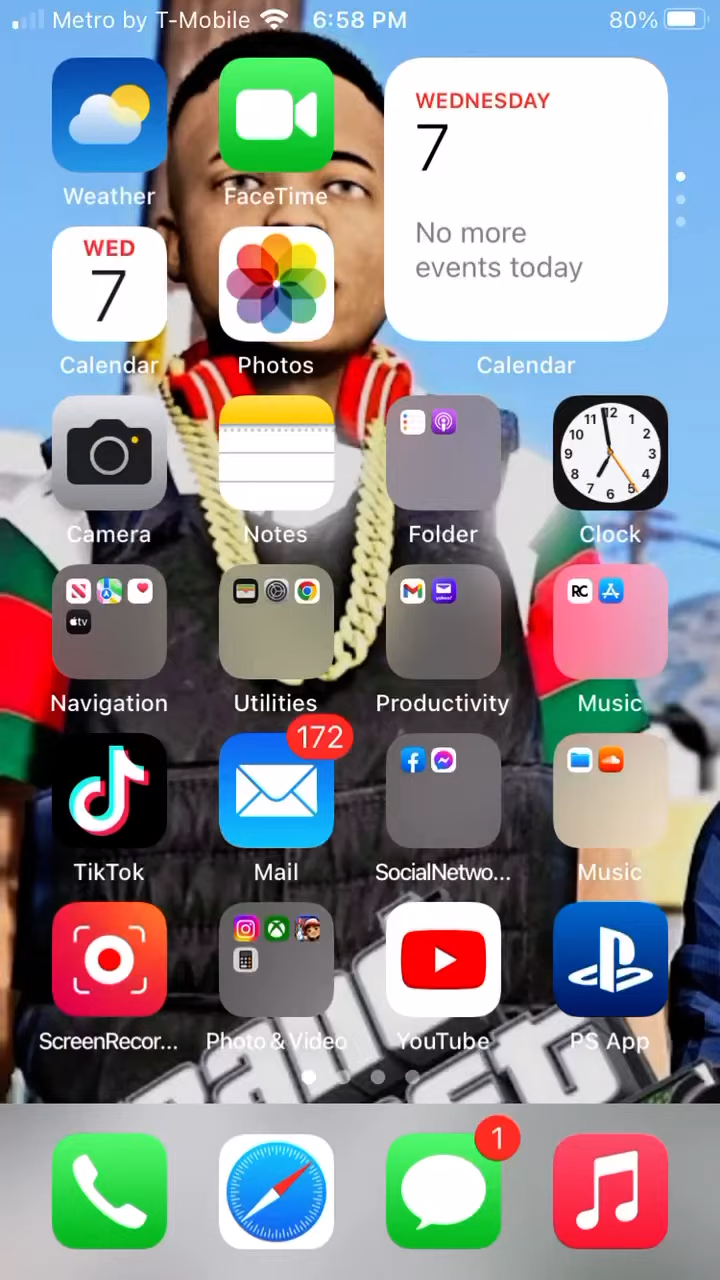 Metro by T-Mobile 6:58 PM 80%
WEDNESDAY
7
No more
events today
Weather FaceTime
WED
7
Calendar Photos Calendar
12
1
2
3
4
5
6
7
8
9
10
11
Camera Notes Folder Clock
tv
yahoo!
RC
Navigation Utilities Productivity Music
172
TikTok Mail SocialNetwo... Music
ScreenRecor... Photo & Video YouTube PS App
1